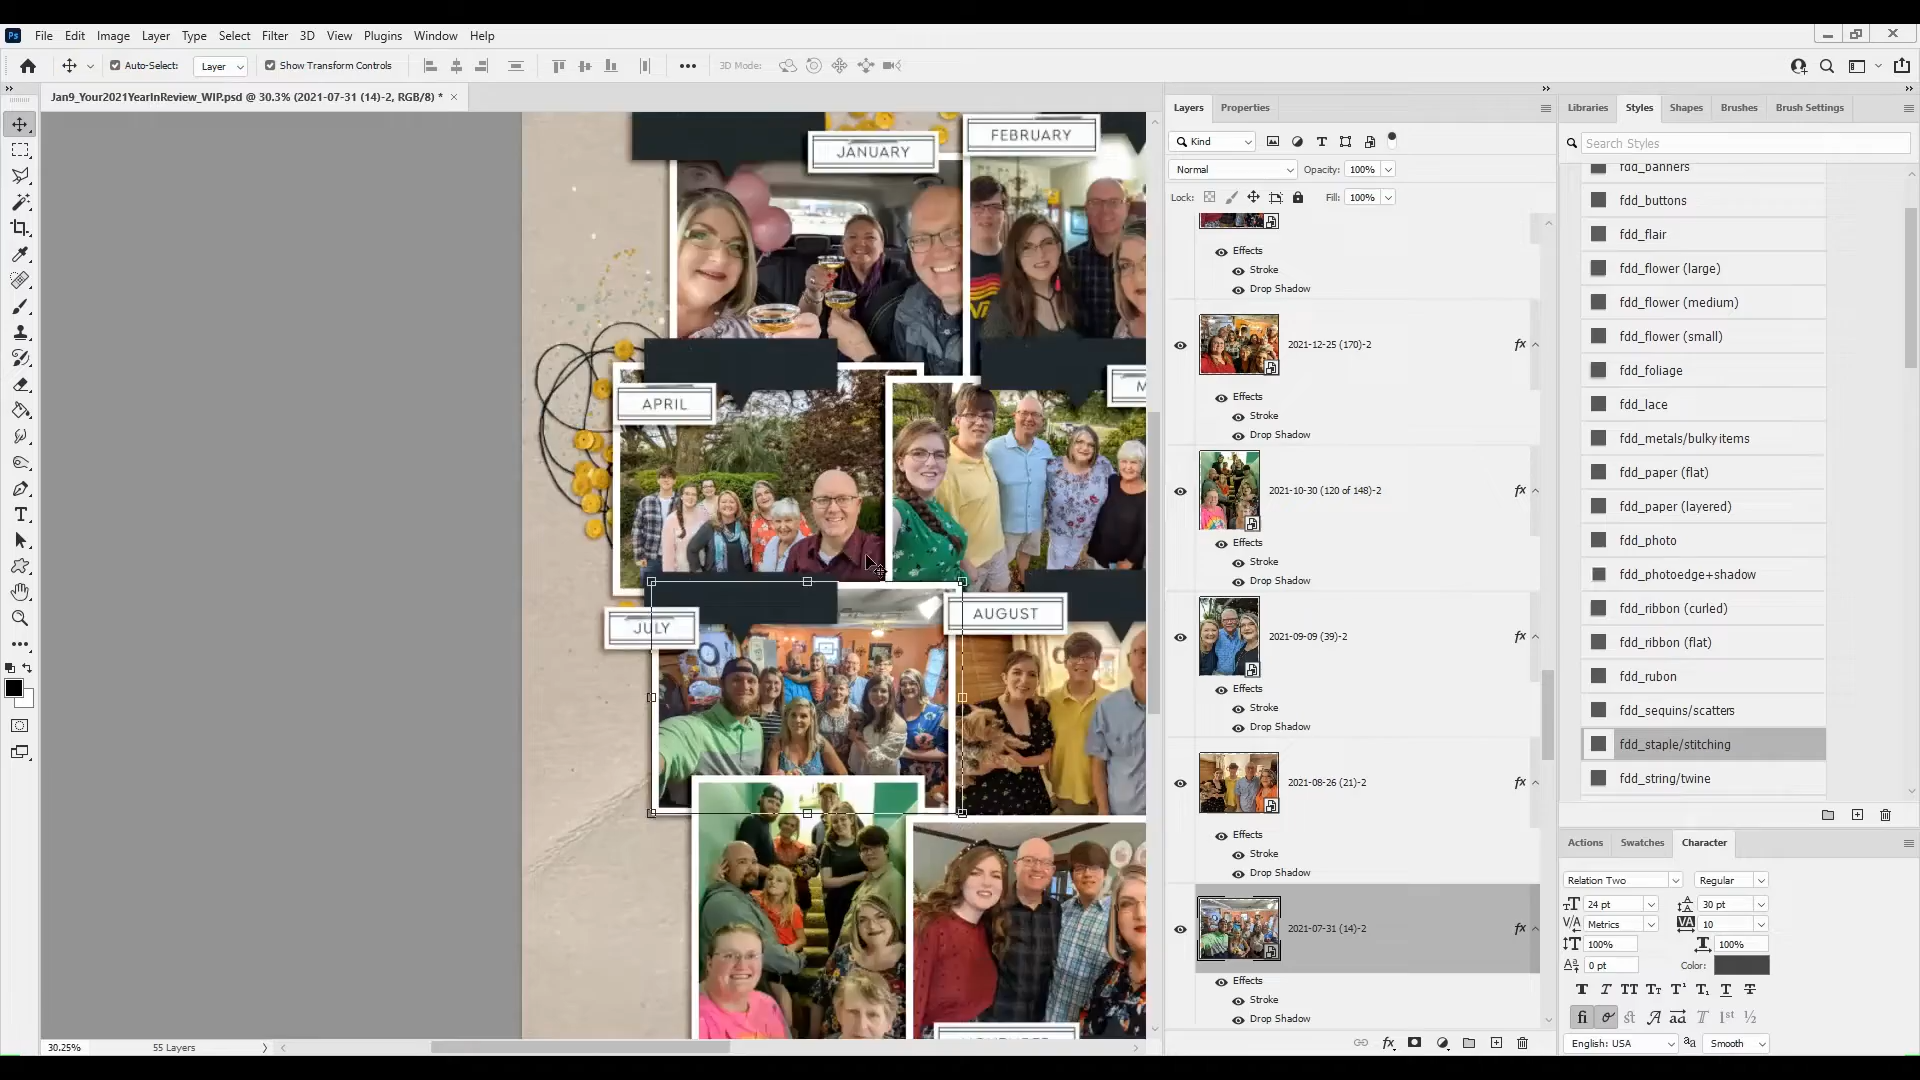 File Edit Image Layer Type Select Filter 3D View Plugins Window Help
Auto-Select: Layer Show Transform Controls 3D Mode:
Jan9_Your2021YearInReview_WIP.psd @ 30.3% (2021-07-31 (14)-2, RGB/8) *
JANUARY
FEBRUARY
APRIL
M
JULY
AUGUST
30.25% 55 Layers
Layers Properties
Kind
Normal Opacity: 100%
Lock: Fill: 100%
Effects
Stroke
Drop Shadow
2021-12-25 (170)-2 fx
Effects
Stroke
Drop Shadow
2021-10-30 (120 of 148)-2 fx
Effects
Stroke
Drop Shadow
2021-09-09 (39)-2 fx
Effects
Stroke
Drop Shadow
2021-08-26 (21)-2 fx
Effects
Stroke
Drop Shadow
2021-07-31 (14)-2 fx
Effects
Stroke
Drop Shadow
Libraries Styles Shapes Brushes Brush Settings
Search Styles
fdd_banners
fdd_buttons
fdd_flair
fdd_flower (large)
fdd_flower (medium)
fdd_flower (small)
fdd_foliage
fdd_lace
fdd_metals/bulky items
fdd_paper (flat)
fdd_paper (layered)
fdd_photo
fdd_photoedge+shadow
fdd_ribbon (curled)
fdd_ribbon (flat)
fdd_rubon
fdd_sequins/scatters
fdd_staple/stitching
fdd_string/twine
Actions Swatches Character
Relation Two Regular
24 pt 30 pt
Metrics 10
100% 100%
0 pt Color:
English: USA aa Smooth